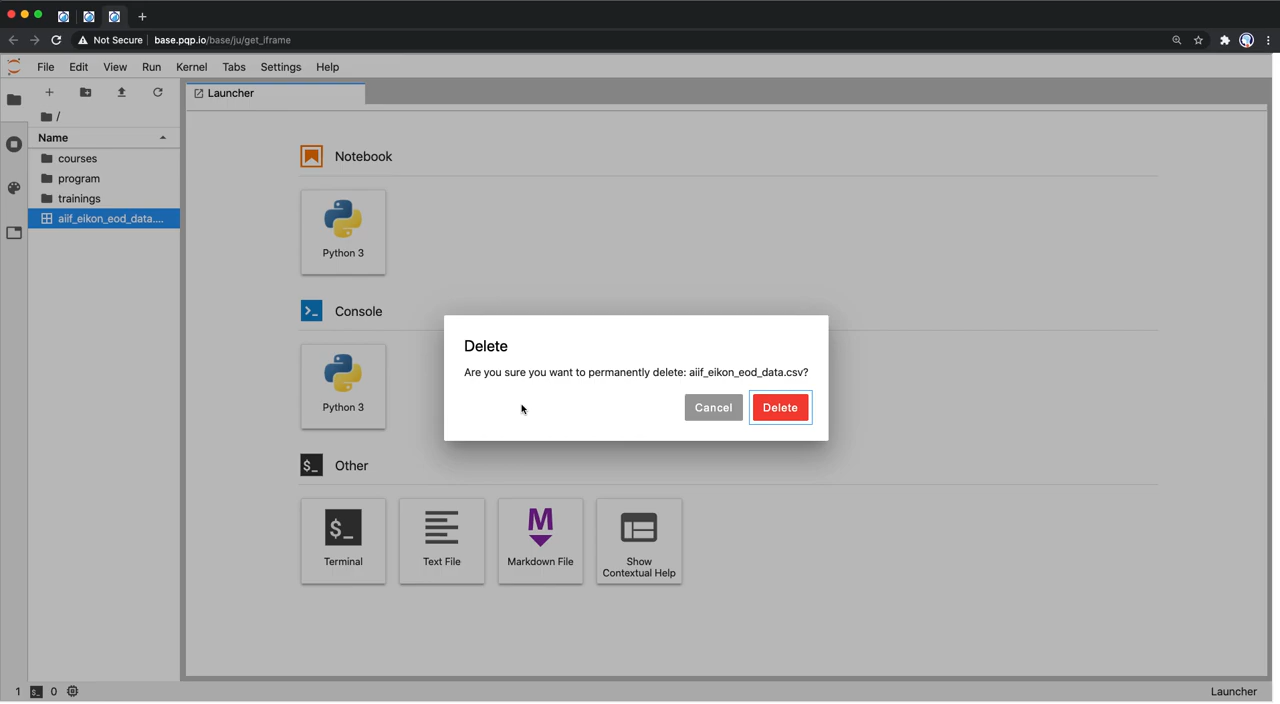 Not Secure base.pqp.io/base/ju/get_iframe
File Edit View Run Kernel Tabs Settings Help
Launcher
/
Name
courses
program
trainings
aiif_eikon_eod_data....
Notebook
Python 3
Console
Python 3
Delete
Are you sure you want to permanently delete: aiif_eikon_eod_data.csv?
Cancel Delete
$_ Other
$_
Terminal
Text File
M
Markdown File
Show
Contextual Help
1 $_ 0 Launcher